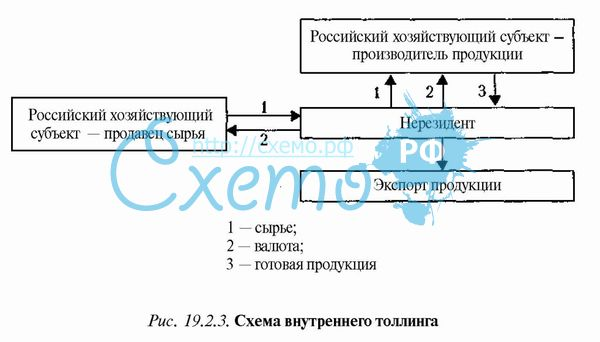 Российский хозяйствующий субъект –
производитель продукции
1 2 3
Российский хозяйствующий
субъект — продавец сырья
1
2
Нерезидент
http://схемо.рф
Схемо РФ
Экспорт продукции
1 — сырье;
2 — валюта;
3 — готовая продукция
Рис. 19.2.3. Схема внутреннего толлинга